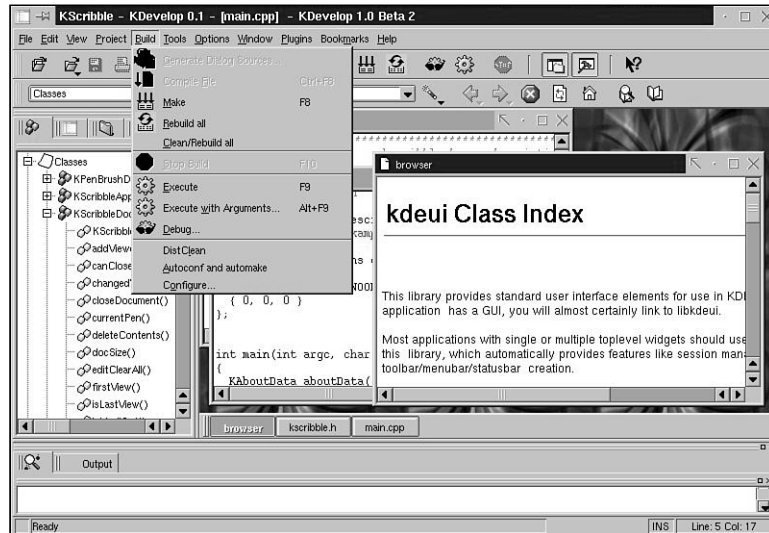 KScribble - KDevelop 0.1 - [main.cpp] - KDevelop 1.0 Beta 2
File Edit View Project Build Tools Options Window Plugins Bookmarks Help
Generate Dialog Sources...
Compile File Ctrl+F8
Make F8
Rebuild all
Clean/Rebuild all
Stop Build F10
Execute F9
Execute with Arguments... Alt+F9
Debug...
DistClean
Autoconf and automake
Configure...
Classes
Classes
KPenBrushD
KScribbleApp
KScribbleDoc
KScribbl
addView
canClose
changed
closeDocument()
currentPen()
deleteContents()
docSize()
editClearAll()
firstView()
isLastView()
{ 0, 0, 0 }
};
int main(int argc, char
{
KAboutData aboutData(
browser
kdeui Class Index
This library provides standard user interface elements for use in KD
application has a GUI, you will almost certainly link to libkdeui.
Most applications with single or multiple toplevel widgets should use
this library, which automatically provides features like session man
toolbar/menubar/statusbar creation.
browser kscribble.h main.cpp
Output
Ready INS Line: 5 Col: 17